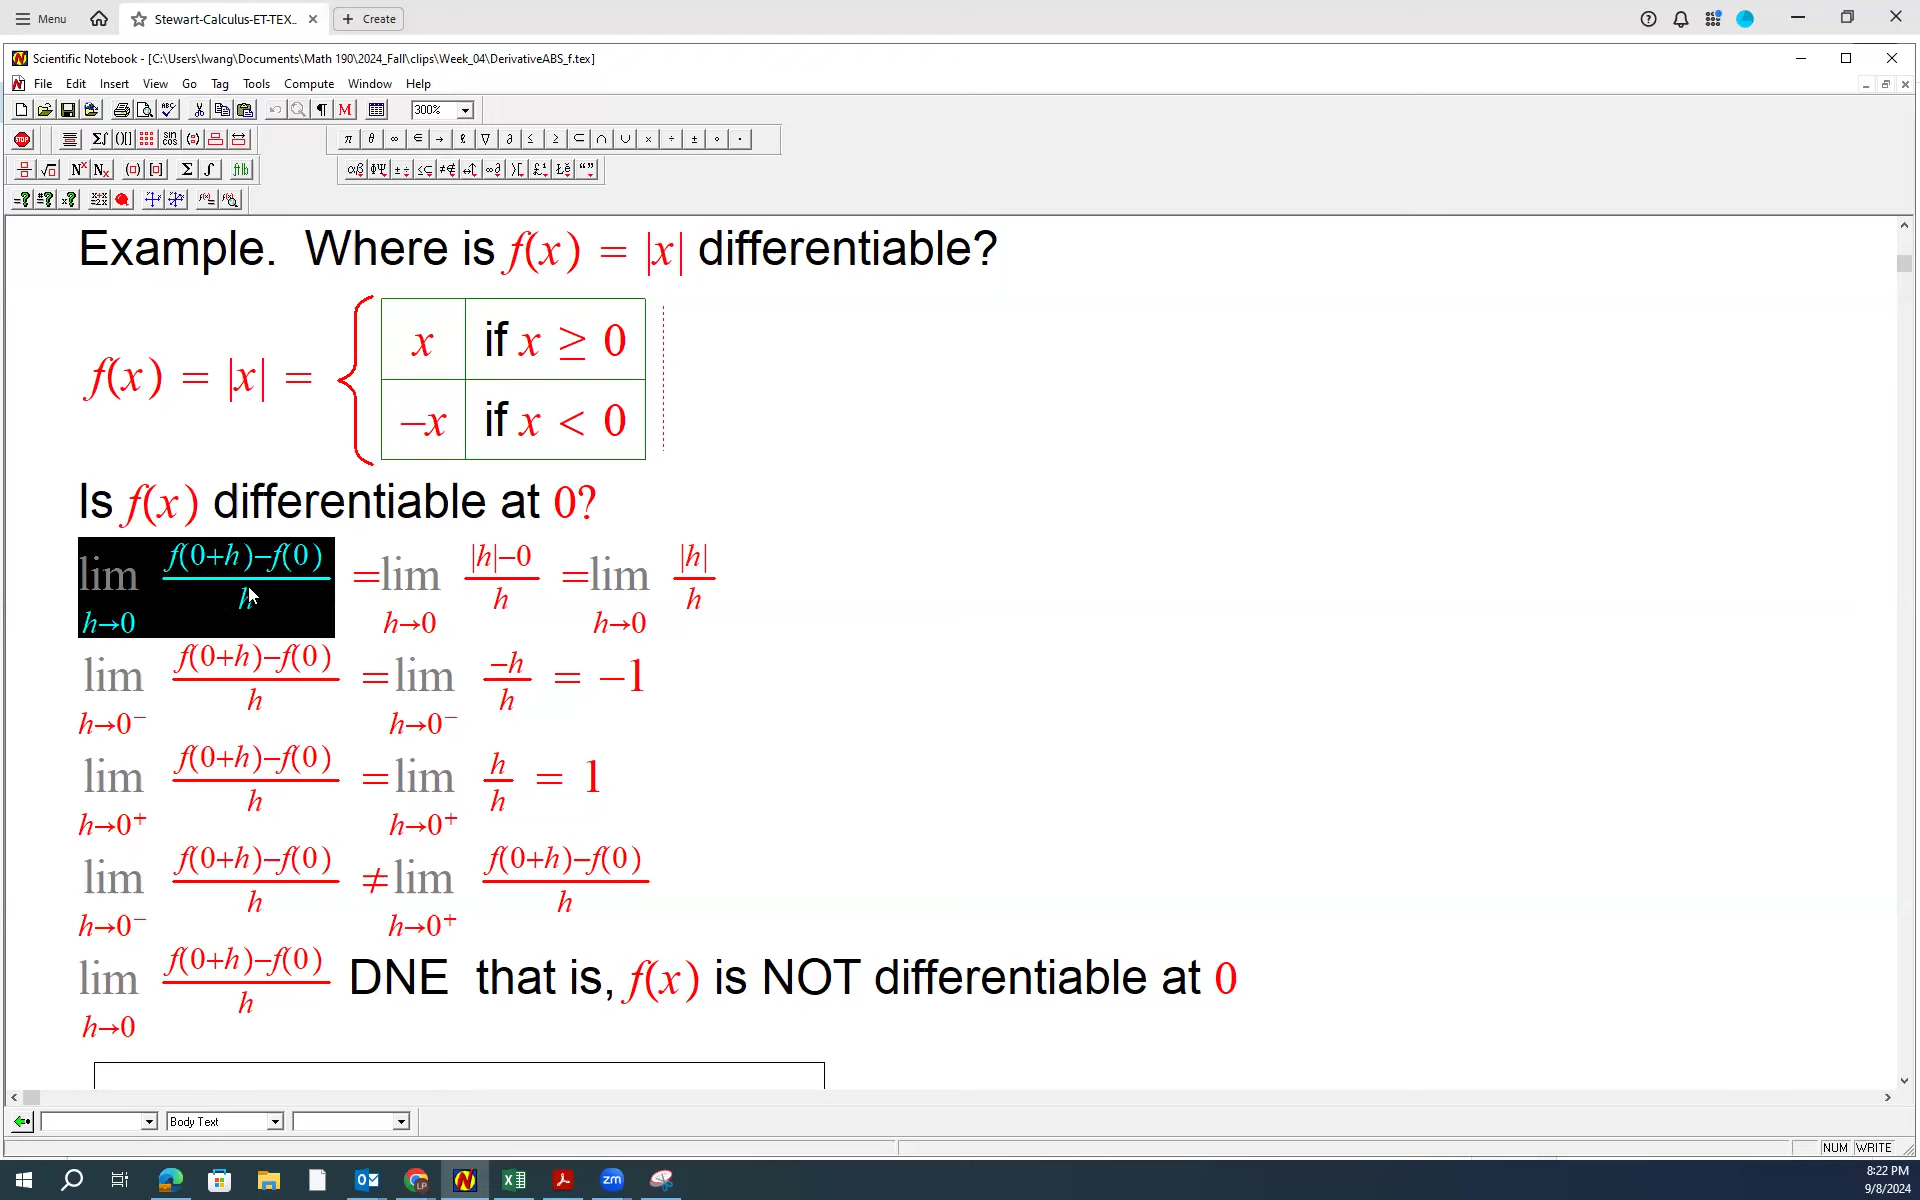 Menu Stewart-Calculus-ET-TEX... Create
Scientific Notebook - [C:\Users\lwang\Documents\Math 190\2024_Fall\clips\Week_04\DerivativeABS_f.tex]
File Edit Insert View Go Tag Tools Compute Window Help
300%
Example. Where is f(x) = |x| differentiable?
f(x) = |x| = { x if x ≥ 0
−x if x < 0
Is f(x) differentiable at 0?
lim h→0 f(0+h)−f(0)/h = lim h→0 |h|−0/h = lim h→0 |h|/h
lim h→0⁻ f(0+h)−f(0)/h = lim h→0⁻ −h/h = −1
lim h→0⁺ f(0+h)−f(0)/h = lim h→0⁺ h/h = 1
lim h→0⁻ f(0+h)−f(0)/h ≠ lim h→0⁺ f(0+h)−f(0)/h
lim h→0 f(0+h)−f(0)/h DNE that is, f(x) is NOT differentiable at 0
Body Text
NUM WRITE
8:22 PM
9/8/2024